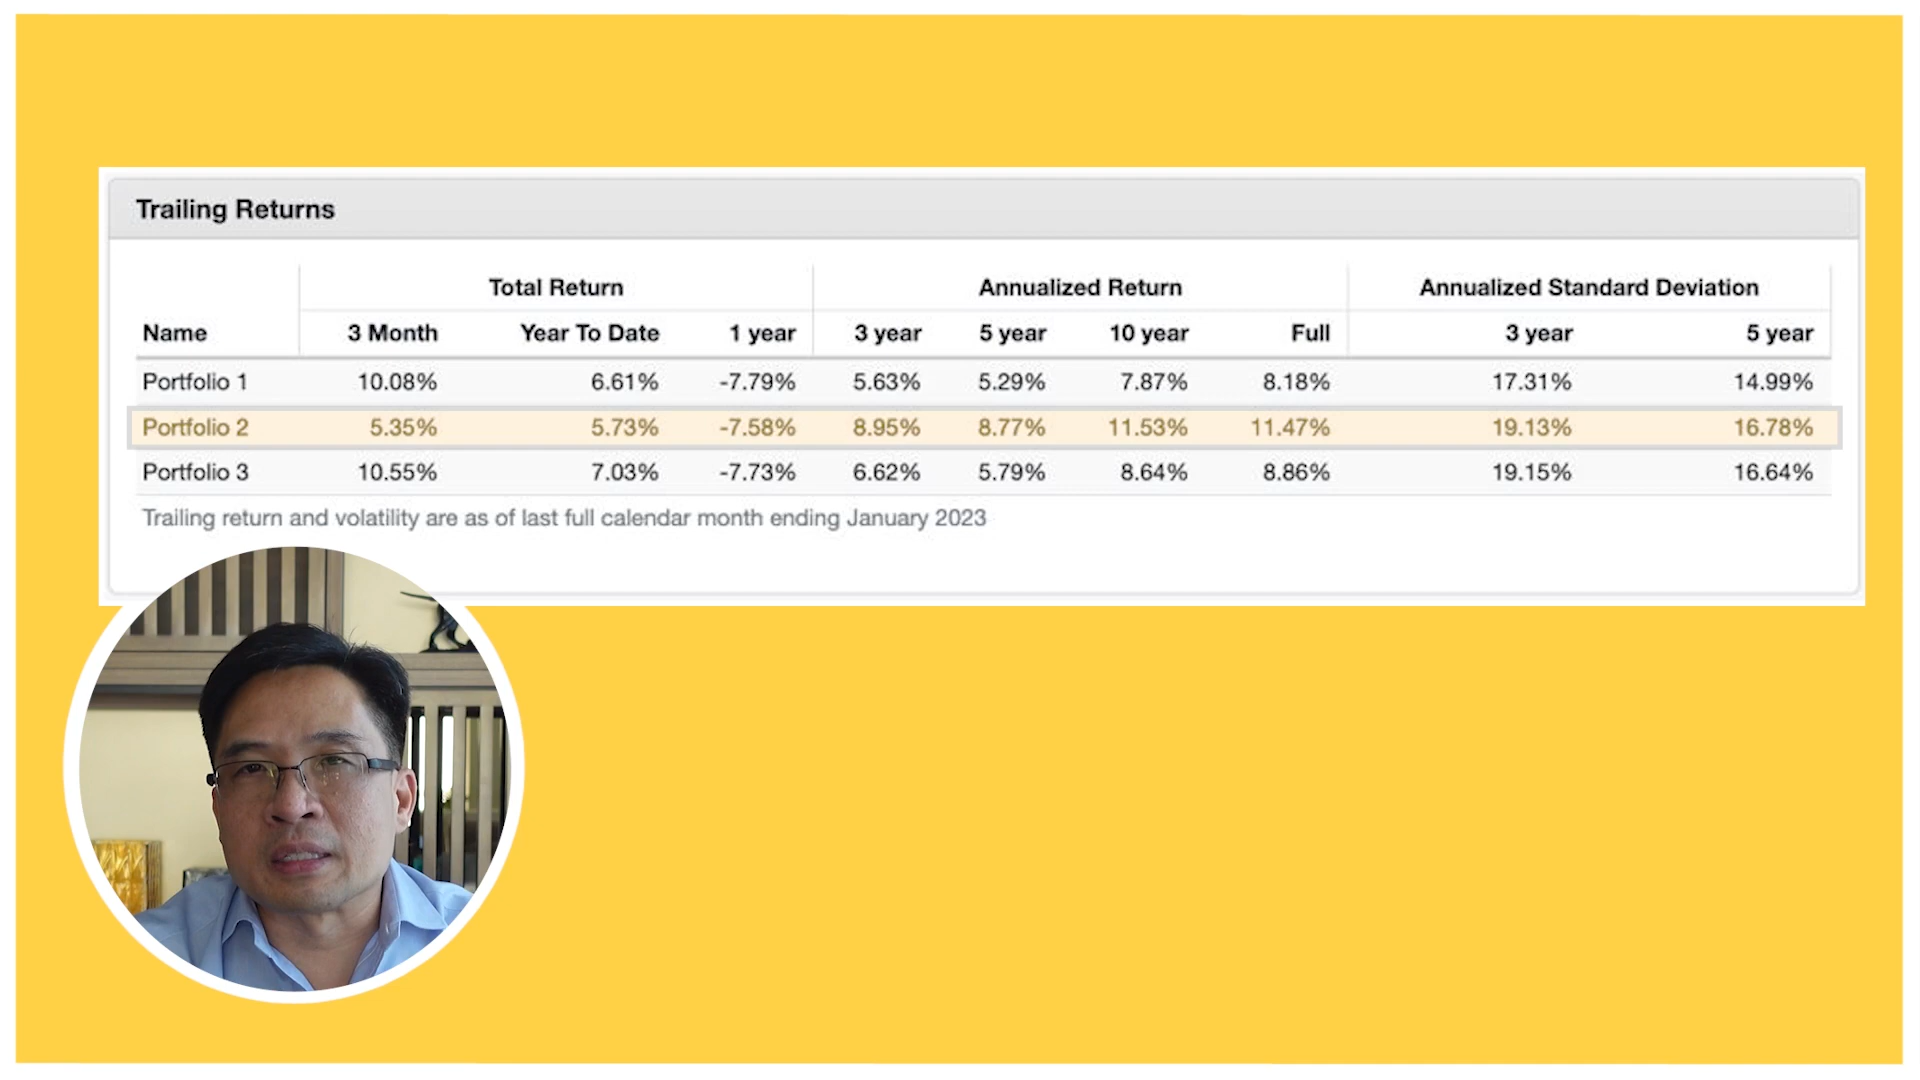 Trailing Returns
Total Return Annualized Return Annualized Standard Deviation
Name 3 Month Year To Date 1 year 3 year 5 year 10 year Full 3 year 5 year
Portfolio 1 10.08% 6.61% -7.79% 5.63% 5.29% 7.87% 8.18% 17.31% 14.99%
Portfolio 2 5.35% 5.73% -7.58% 8.95% 8.77% 11.53% 11.47% 19.13% 16.78%
Portfolio 3 10.55% 7.03% -7.73% 6.62% 5.79% 8.64% 8.86% 19.15% 16.64%
Trailing return and volatility are as of last full calendar month ending January 2023